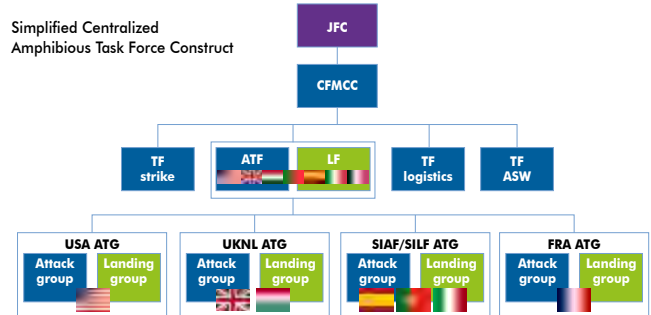 Simplified Centralized
Amphibious Task Force Construct
JFC
CFMCC
TF
strike
ATF
LF
TF
logistics
TF
ASW
USA ATG
Attack
group
Landing
group
UKNL ATG
Attack
group
Landing
group
SIAF/SILF ATG
Attack
group
Landing
group
FRA ATG
Attack
group
Landing
group